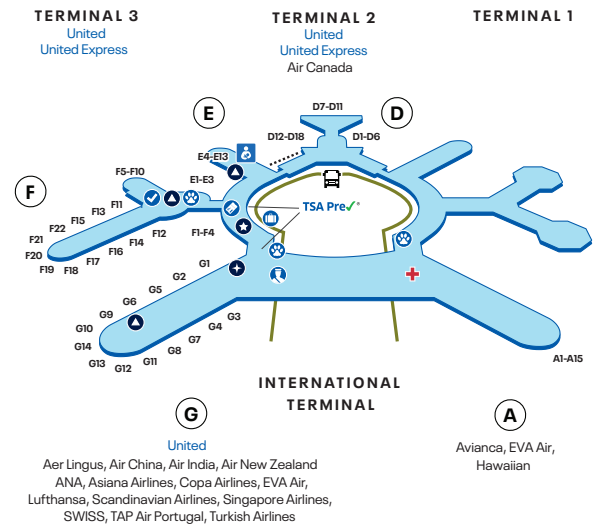 TERMINAL 3
United
United Express
TERMINAL 2
United
United Express
Air Canada
TERMINAL 1
E
D7-D11
D
D12-D18
D1-D6
E4-E13
F5-F10
E1-E3
F
F11
F13
F15
F22
F21
F20
F19
F18
F17
F16
F14
F12
F1-F4
TSA Pre✓®
G1
G2
G5
G6
G9
G10
G14
G13
G12
G11
G8
G7
G4
G3
A1-A15
INTERNATIONAL
TERMINAL
G
United
Aer Lingus, Air China, Air India, Air New Zealand
ANA, Asiana Airlines, Copa Airlines, EVA Air,
Lufthansa, Scandinavian Airlines, Singapore Airlines,
SWISS, TAP Air Portugal, Turkish Airlines
A
Avianca, EVA Air,
Hawaiian